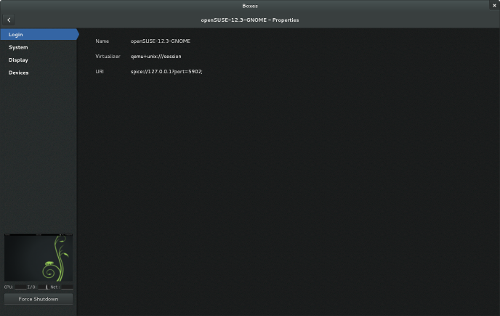 Boxes
openSUSE-12.3-GNOME - Properties
Login
System
Display
Devices
Name openSUSE-12.3-GNOME
Virtualizer qemu+unix:///session
URI spice://127.0.0.1?port=5902
CPU: I/O: Net:
Force Shutdown